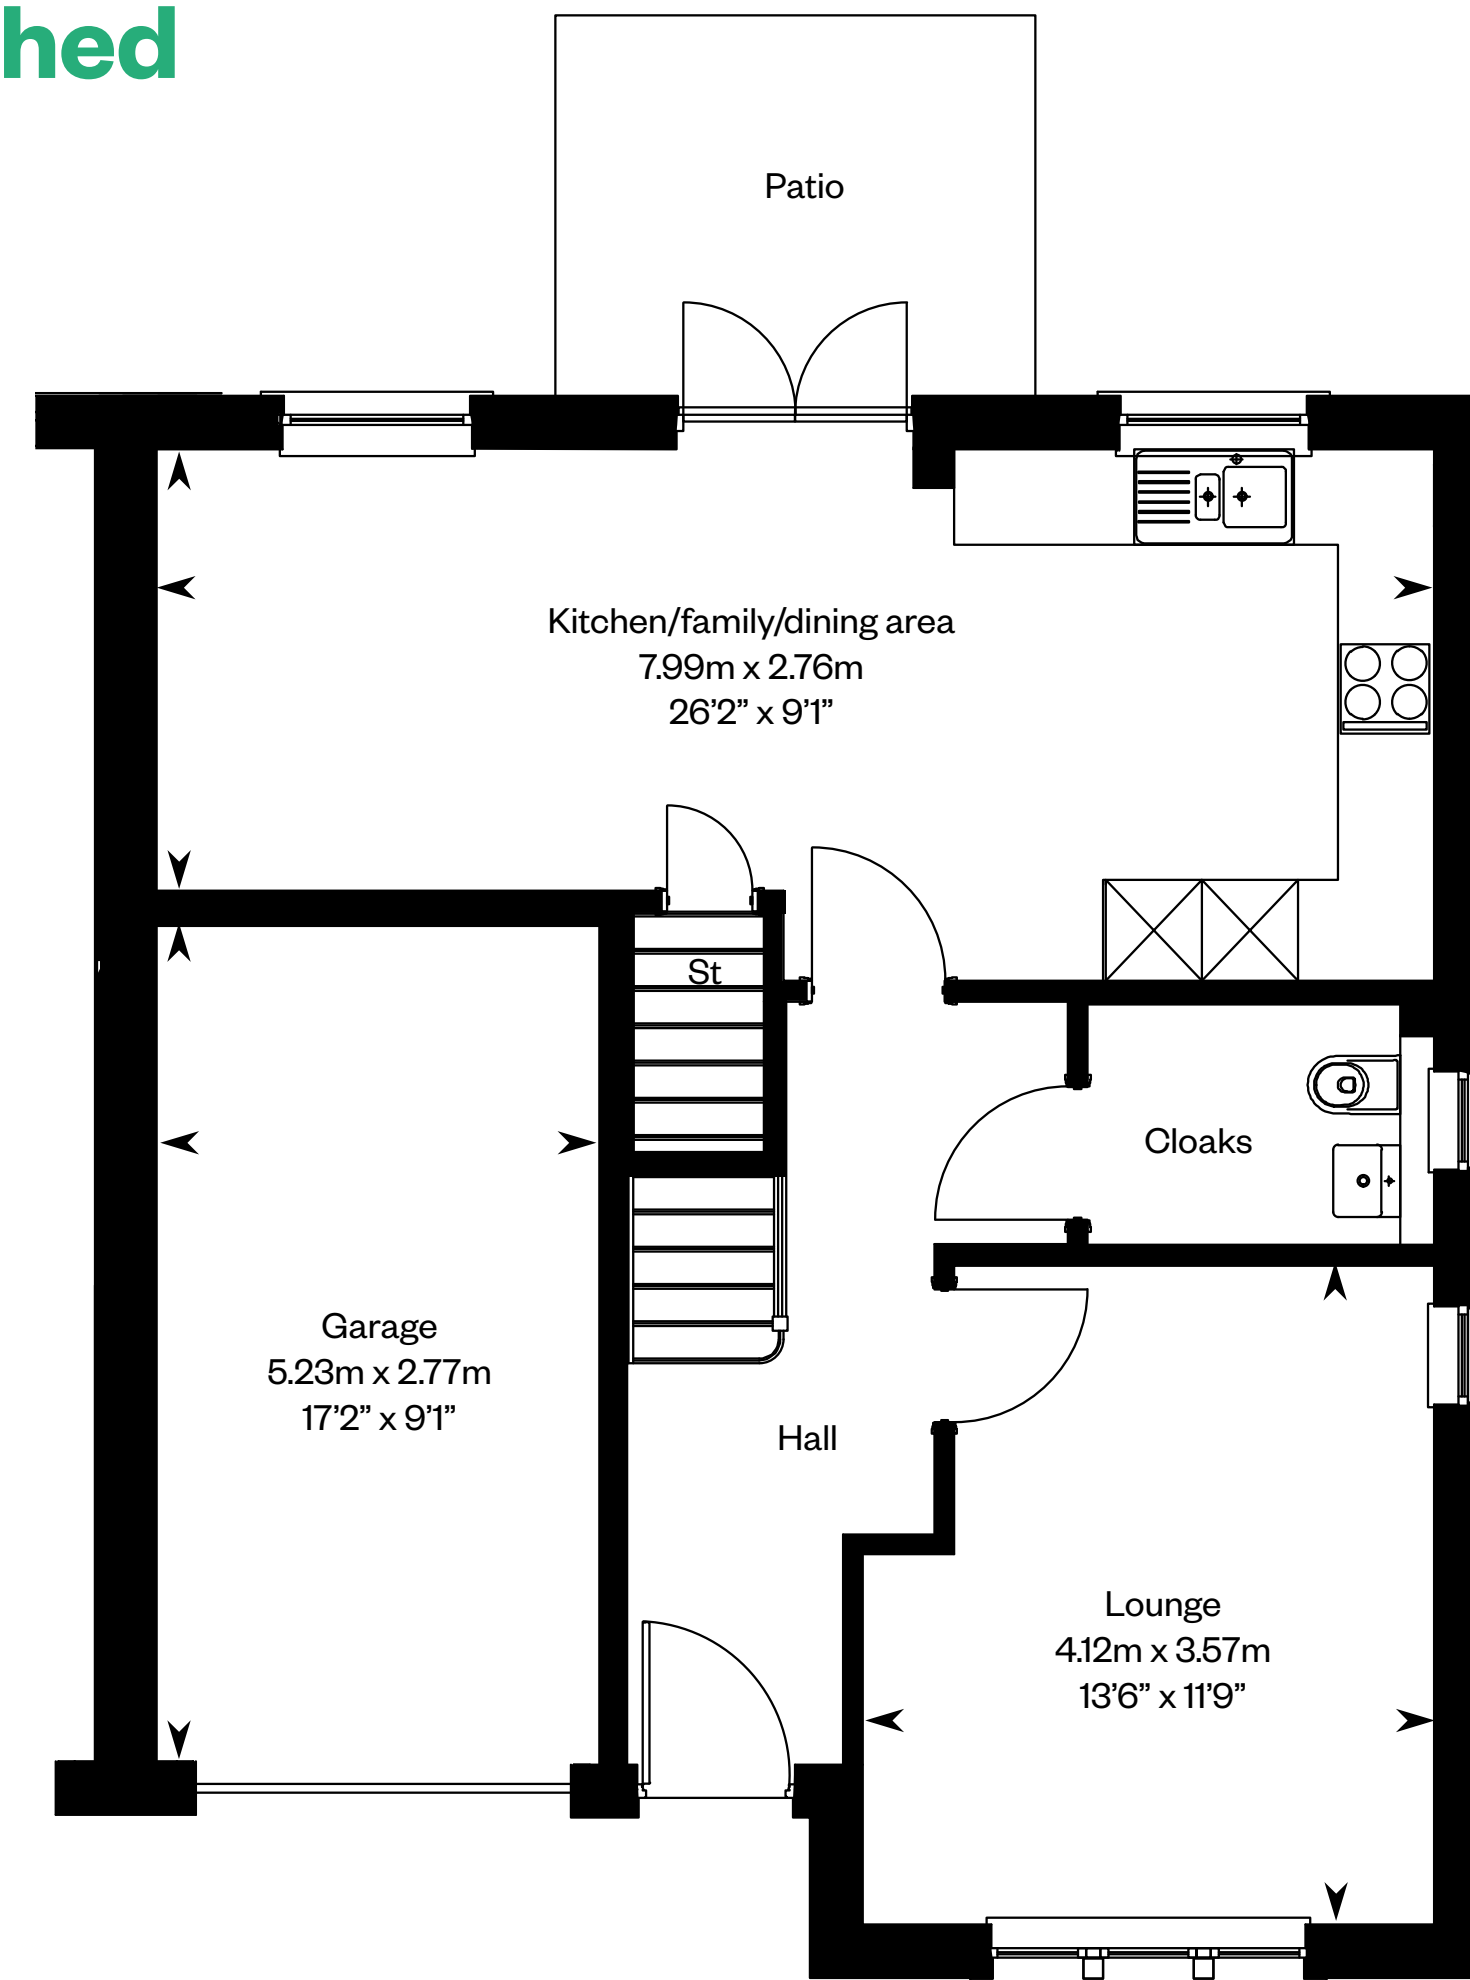 hed
Patio
Kitchen/family/dining area
7.99m x 2.76m
26’2” x 9’1”
St
Cloaks
Garage
5.23m x 2.77m
17’2” x 9’1”
Hall
Lounge
4.12m x 3.57m
13’6” x 11’9”